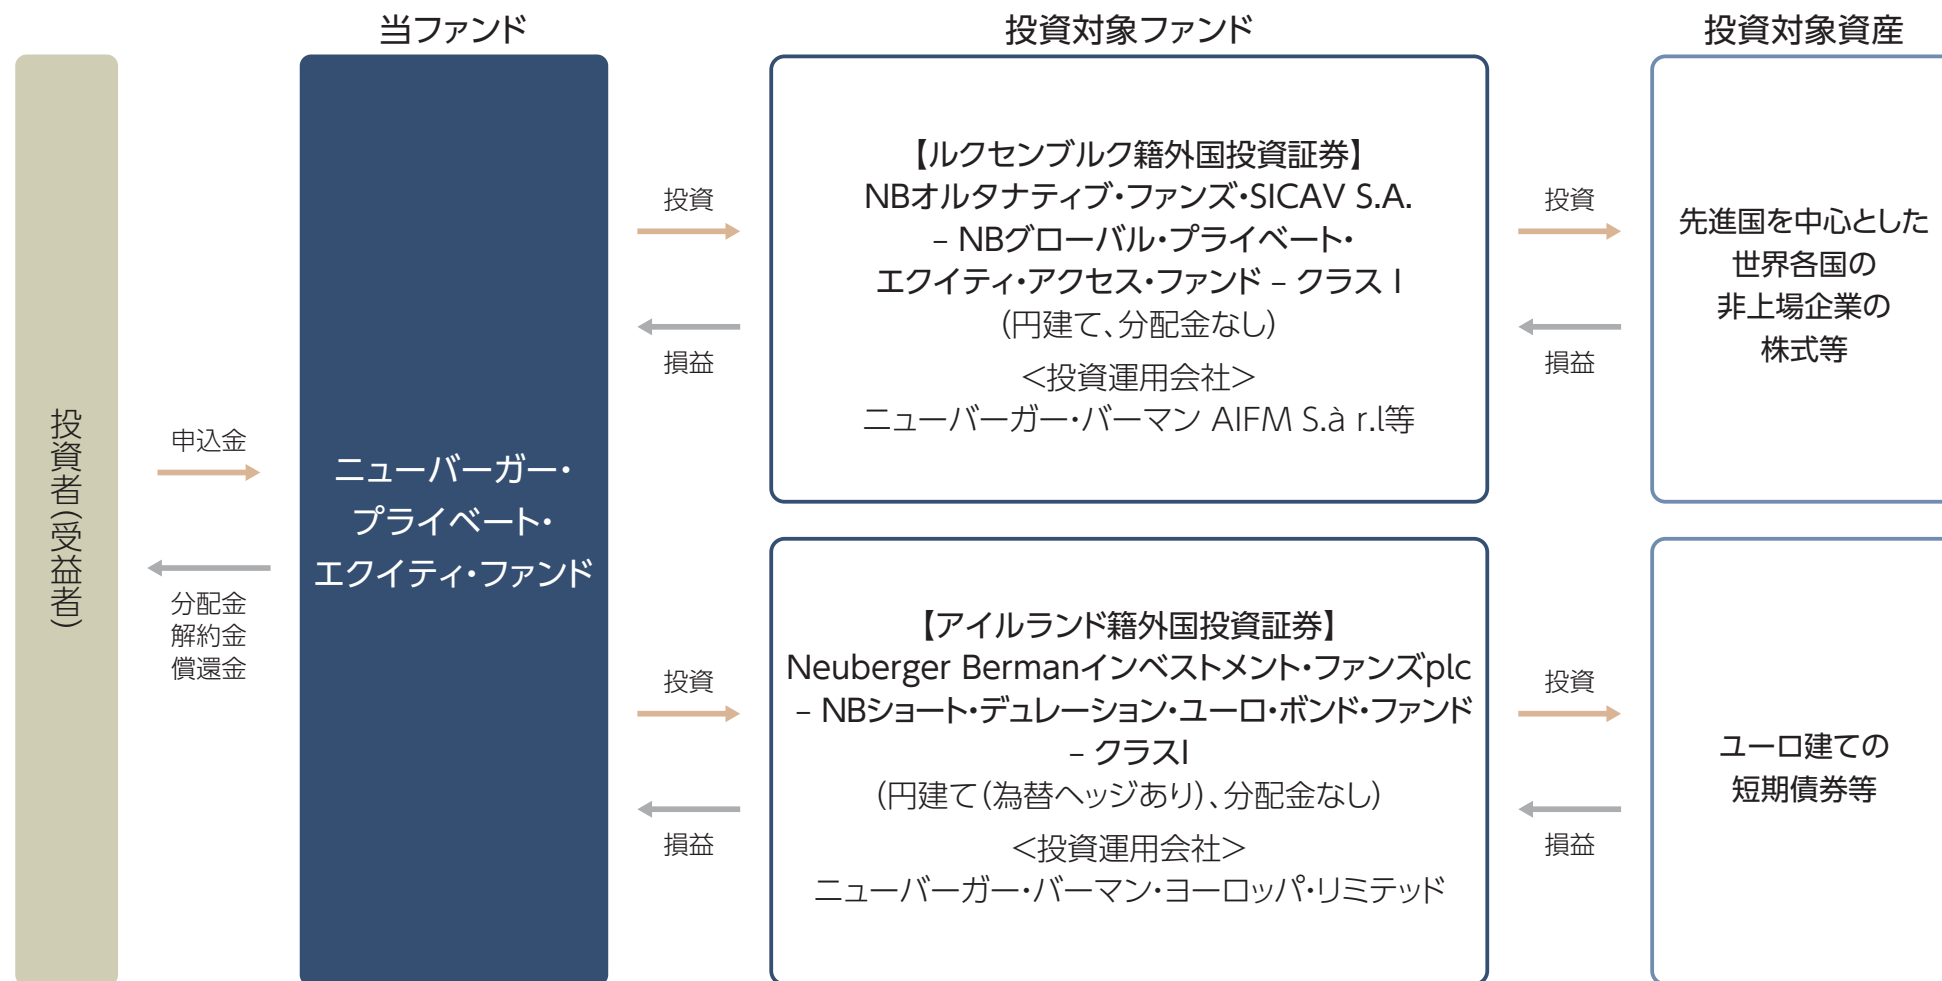 当ファンド
投資対象ファンド
投資対象資産
投資者(受益者)
申込金
分配金
解約金
償還金
ニューバーガー・
プライベート・
エクイティ・ファンド
投資
損益
【ルクセンブルク籍外国投資証券】
NBオルタナティブ・ファンズ・SICAV S.A.
– NBグローバル・プライベート・
エクイティ・アクセス・ファンド – クラス I
(円建て、分配金なし)
<投資運用会社>
ニューバーガー・バーマン AIFM S.à r.l等
投資
損益
先進国を中心とした
世界各国の
非上場企業の
株式等
投資
損益
【アイルランド籍外国投資証券】
Neuberger Bermanインベストメント・ファンズplc
– NBショート・デュレーション・ユーロ・ボンド・ファンド
– クラスI
(円建て(為替ヘッジあり)、分配金なし)
<投資運用会社>
ニューバーガー・バーマン・ヨーロッパ・リミテッド
投資
損益
ユーロ建ての
短期債券等